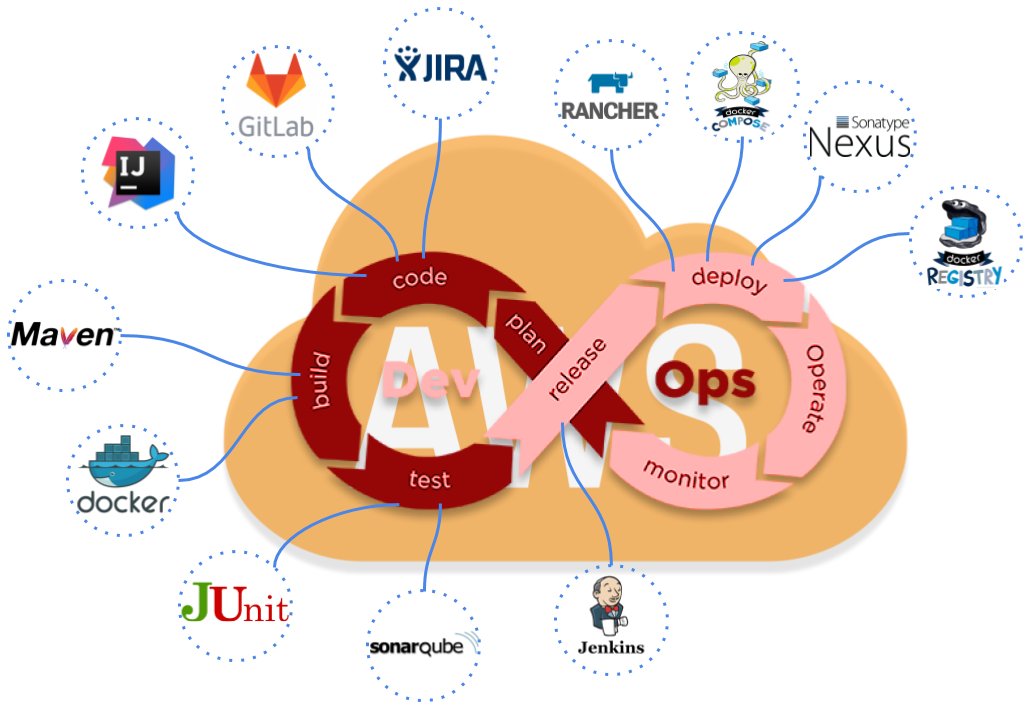 JIRA
GitLab
RANCHER
docker
COMPOSE
Sonatype
Nexus
IJ
docker
REGISTRY
code
deploy
plan
Maven™
build
release
Operate
AWS
Dev
Ops
test
monitor
docker
JUnit
sonarqube
Jenkins